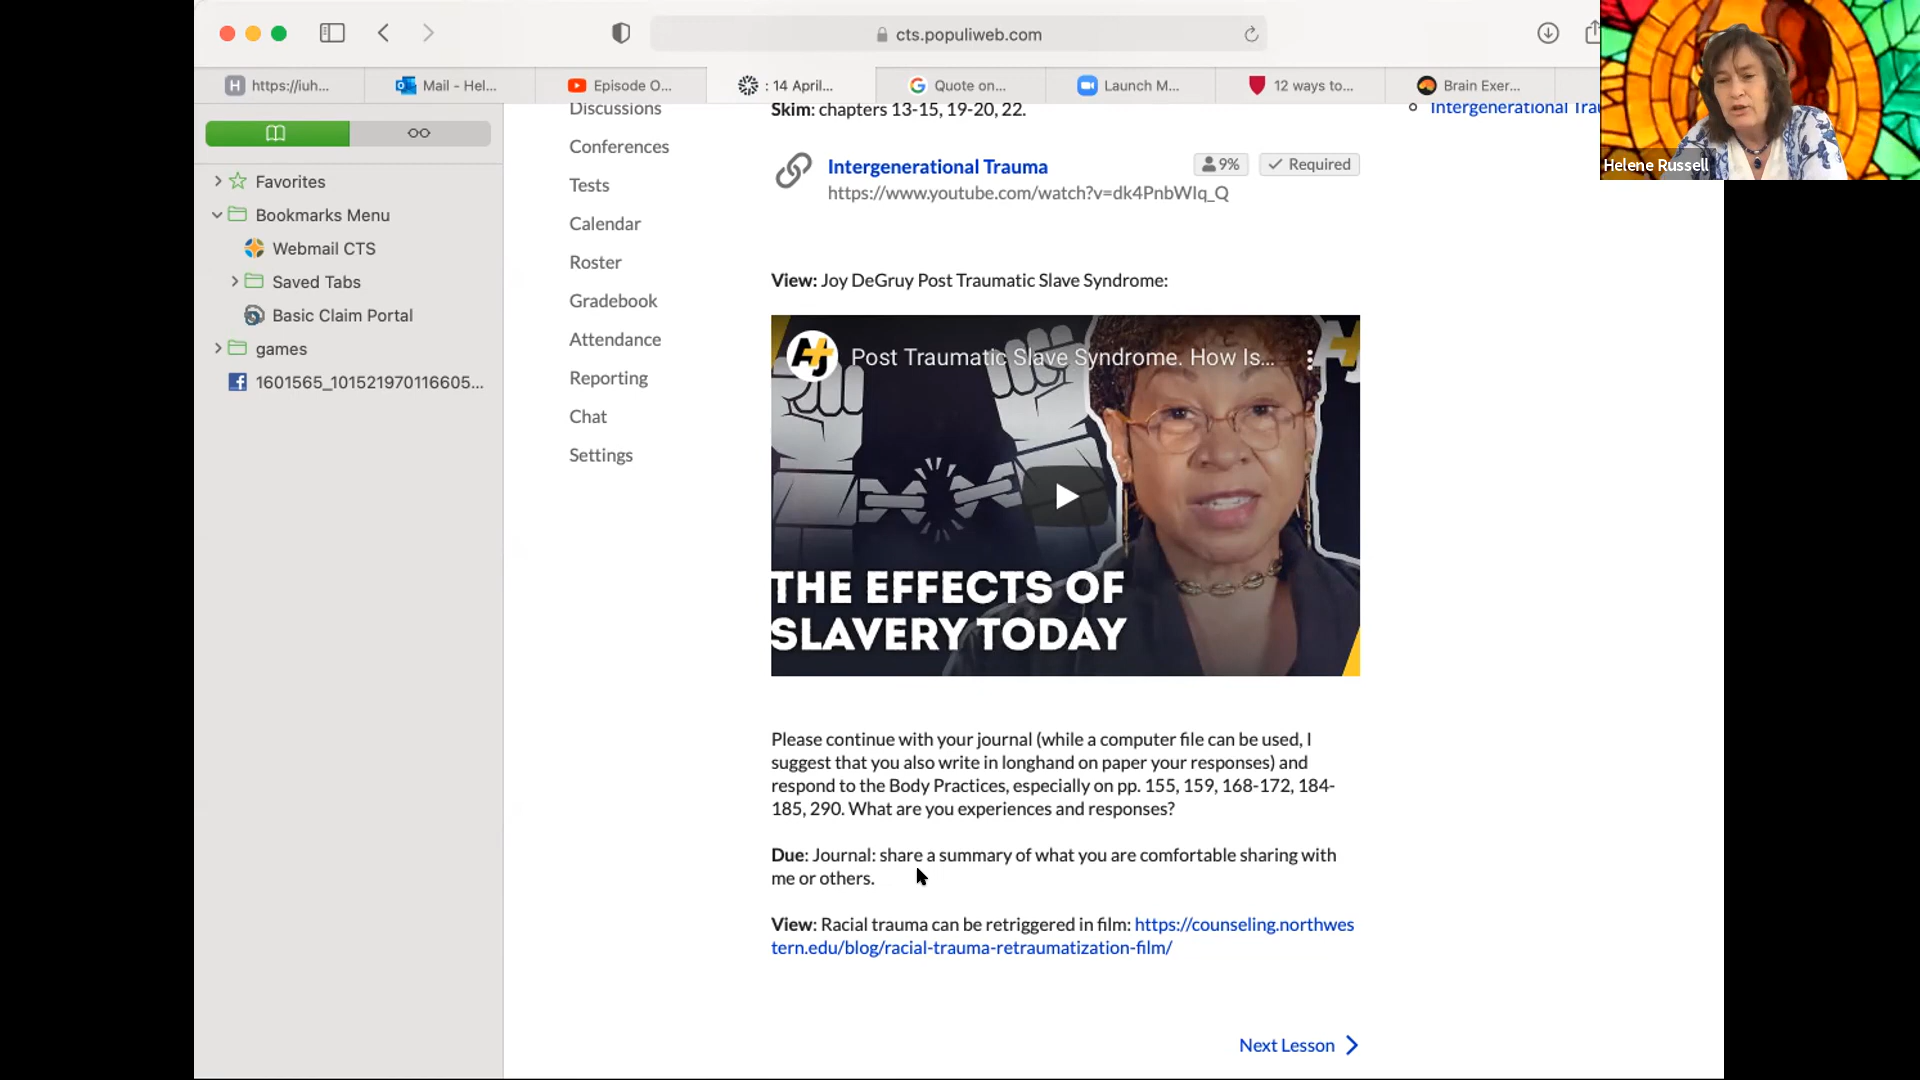 cts.populiweb.com
https://iuh...
Mail - Hel...
Episode O...
: 14 April...
Quote on...
Launch M...
12 ways to...
Brain Exer...
Helene Russell
Favorites
Bookmarks Menu
Webmail CTS
Saved Tabs
Basic Claim Portal
games
1601565_101521970116605...
Discussions
Conferences
Tests
Calendar
Roster
Gradebook
Attendance
Reporting
Chat
Settings
Skim: chapters 13-15, 19-20, 22.
Intergenerational Trau
Intergenerational Trauma
9%
Required
https://www.youtube.com/watch?v=dk4PnbWIq_Q
View: Joy DeGruy Post Traumatic Slave Syndrome:
AJ+
Post Traumatic Slave Syndrome. How Is...
THE EFFECTS OF
SLAVERY TODAY
Please continue with your journal (while a computer file can be used, I
suggest that you also write in longhand on paper your responses) and
respond to the Body Practices, especially on pp. 155, 159, 168-172, 184-
185, 290. What are you experiences and responses?
Due: Journal: share a summary of what you are comfortable sharing with
me or others.
View: Racial trauma can be retriggered in film: https://counseling.northwes
tern.edu/blog/racial-trauma-retraumatization-film/
Next Lesson